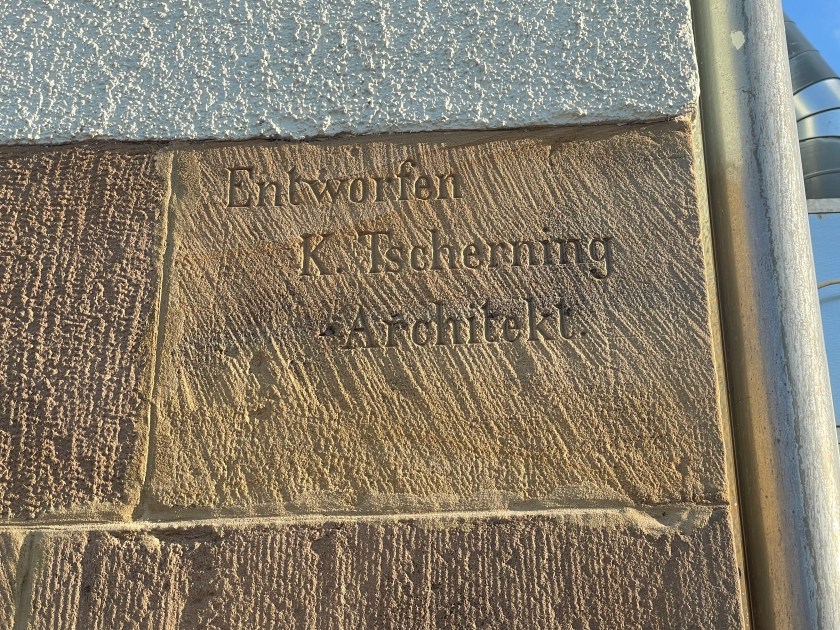 Entworfen
K. Tscherning
Architekt.